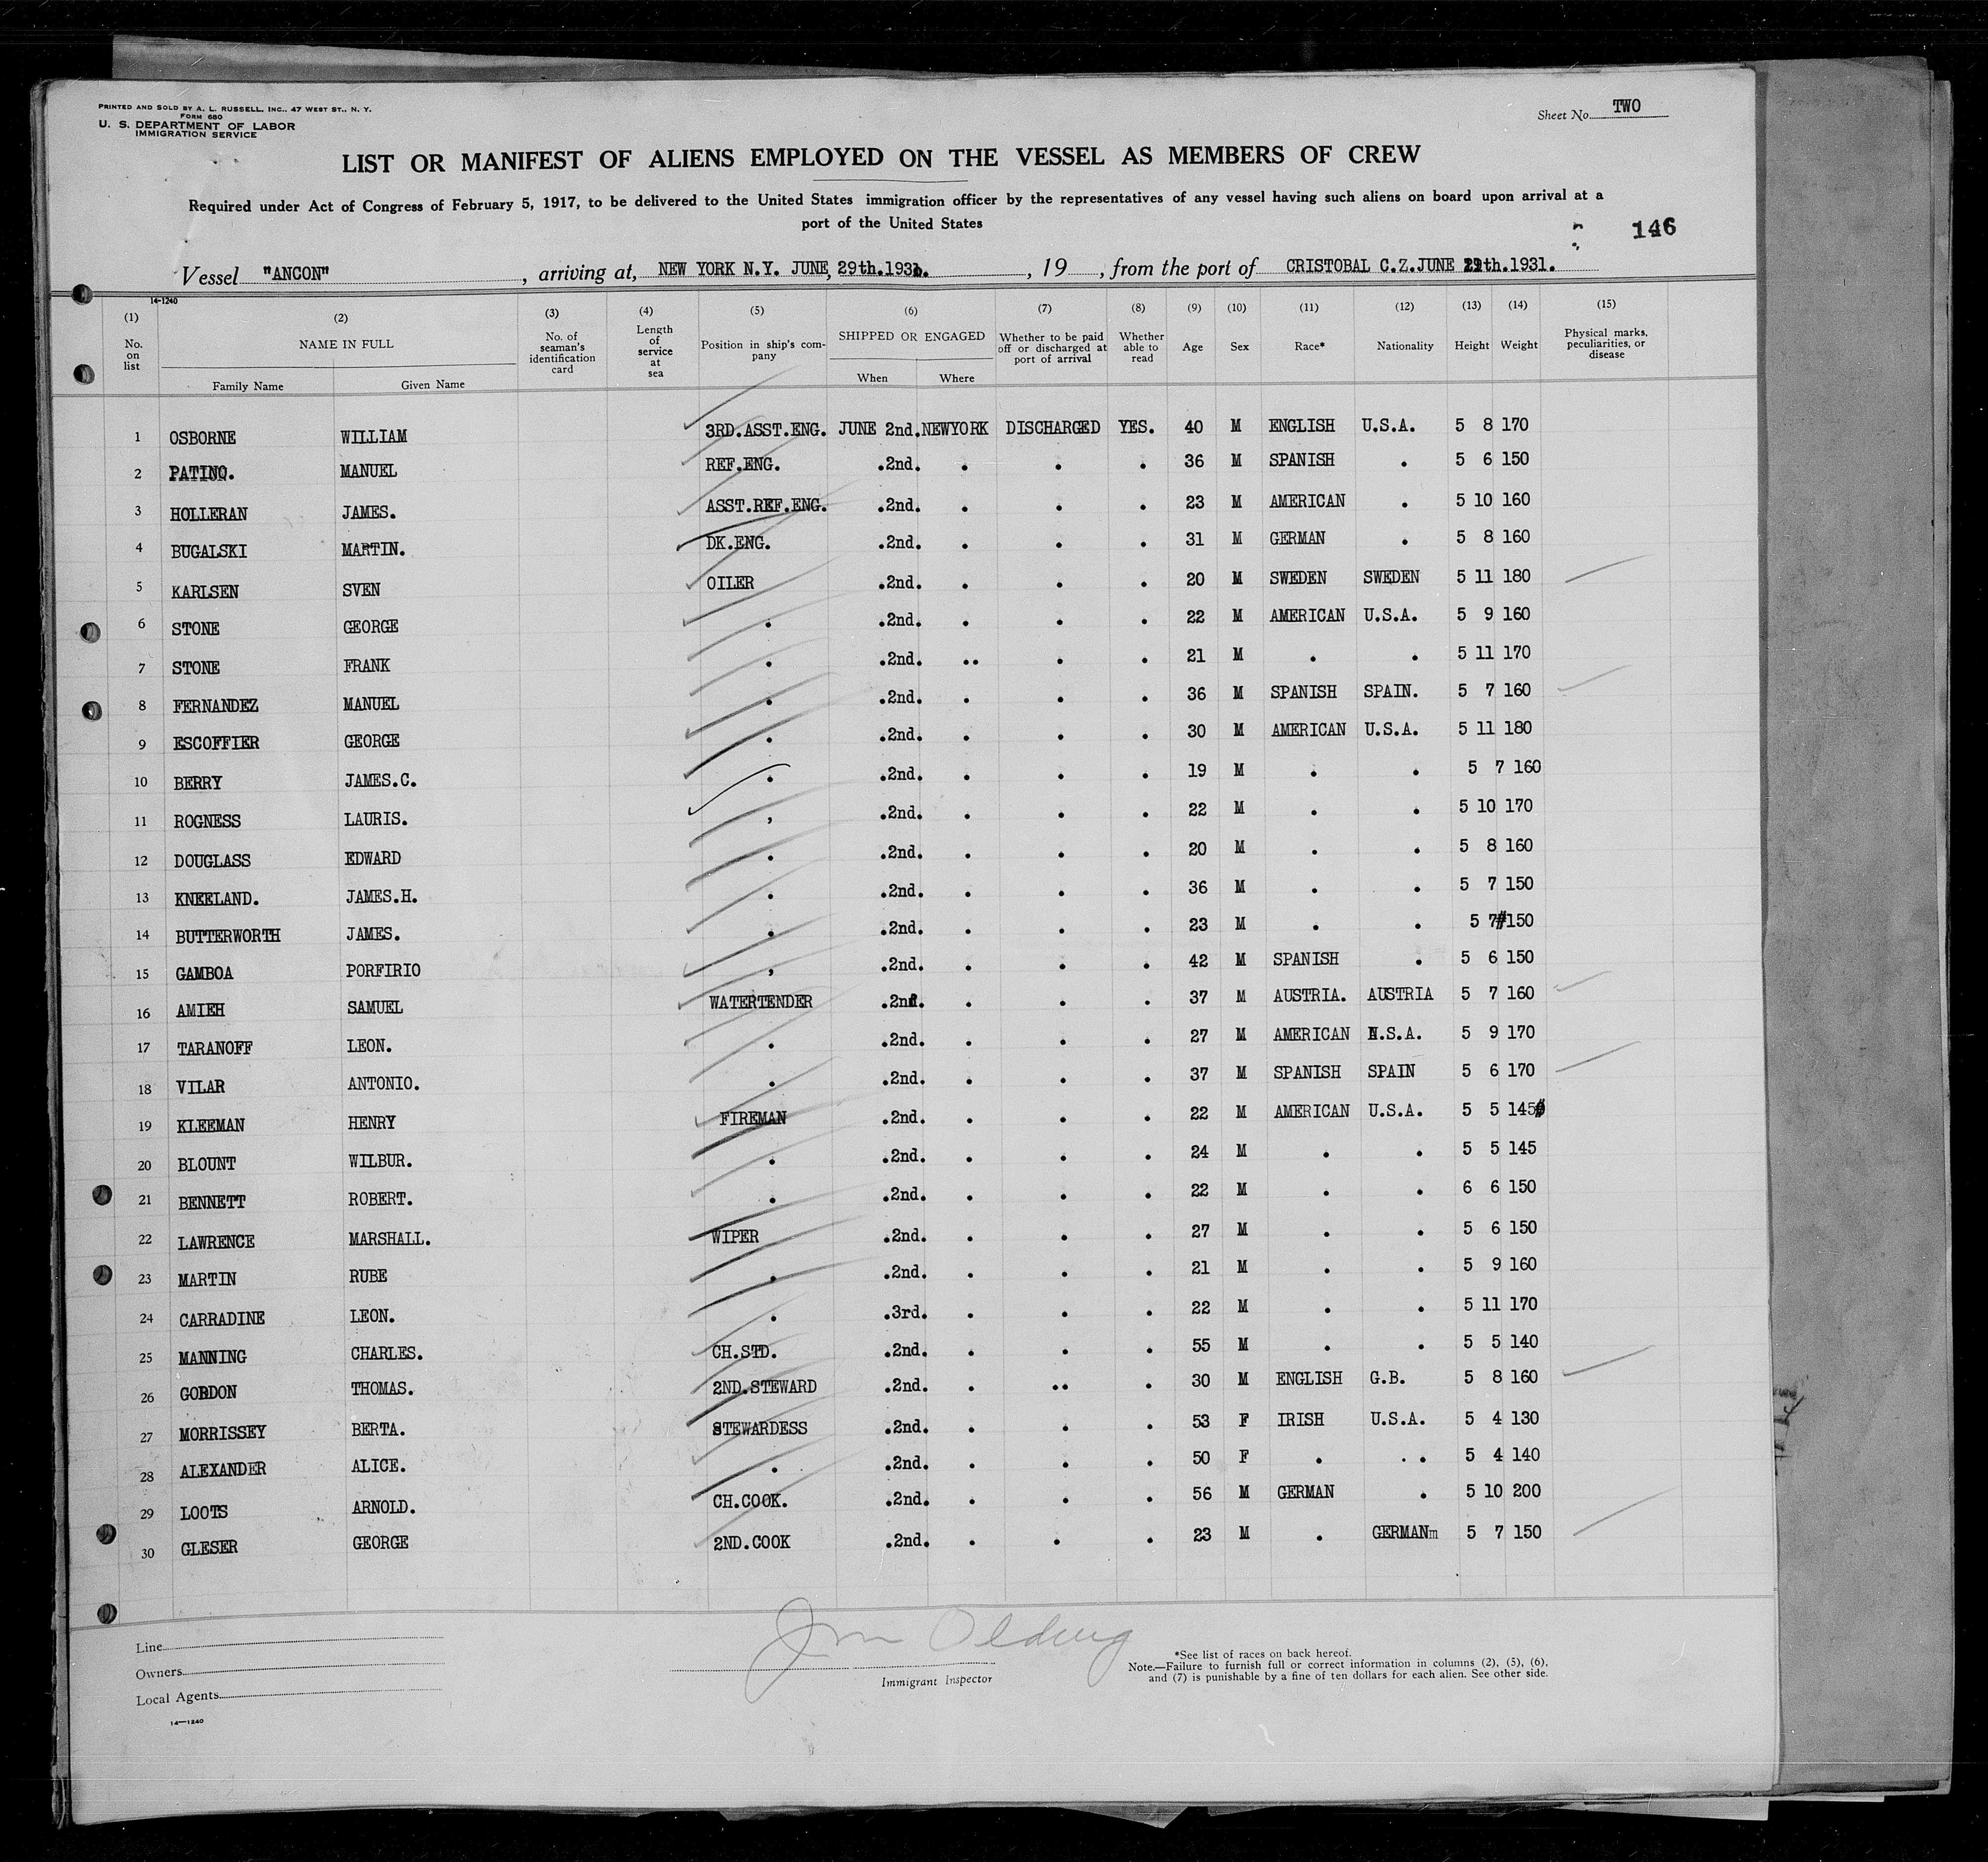 PRINTED AND SOLD BY A. L. RUSSELL, INC., 47 WEST ST., N. Y.
FORM 680
U. S. DEPARTMENT OF LABOR
IMMIGRATION SERVICE
Sheet No. TWO
LIST OR MANIFEST OF ALIENS EMPLOYED ON THE VESSEL AS MEMBERS OF CREW
Required under Act of Congress of February 5, 1917, to be delivered to the United States immigration officer by the representatives of any vessel having such aliens on board upon arrival at a
port of the United States
146
Vessel "ANCON", arriving at, NEW YORK N.Y. JUNE, 29th.1931., 19, from the port of CRISTOBAL C.Z.JUNE th.1931.
14-1240
(1) (2) (3) (4) (5) (6) (7) (8) (9) (10) (11) (12) (13) (14) (15)
No. on list NAME IN FULL Family Name Given Name No. of seaman's identification card Length of service at sea Position in ship's company SHIPPED OR ENGAGED When Where Whether to be paid off or discharged at port of arrival Whether able to read Age Sex Race* Nationality Height Weight Physical marks, peculiarities, or disease
1 OSBORNE WILLIAM 3RD.ASST.ENG. JUNE 2nd. NEWYORK DISCHARGED YES. 40 M ENGLISH U.S.A. 5 8 170
2 PATINO. MANUEL REF.ENG. .2nd. . . . 36 M SPANISH . 5 6 150
3 HOLLERAN JAMES. ASST.REF.ENG. .2nd. . . . 23 M AMERICAN . 5 10 160
4 BUGALSKI MARTIN. DK.ENG. .2nd. . . . 31 M GERMAN . 5 8 160
5 KARLSEN SVEN OILER .2nd. . . . 20 M SWEDEN SWEDEN 5 11 180
6 STONE GEORGE . .2nd. . . . 22 M AMERICAN U.S.A. 5 9 160
7 STONE FRANK . .2nd. .. . . 21 M . . 5 11 170
8 FERNANDEZ MANUEL . .2nd. . . . 36 M SPANISH SPAIN. 5 7 160
9 ESCOFFIER GEORGE . .2nd. . . . 30 M AMERICAN U.S.A. 5 11 180
10 BERRY JAMES.C. . .2nd. . . . 19 M . . 5 7 160
11 ROGNESS LAURIS. , .2nd. . . . 22 M . . 5 10 170
12 DOUGLASS EDWARD . .2nd. . . . 20 M . . 5 8 160
13 KNEELAND. JAMES.H. . .2nd. . . . 36 M . . 5 7 150
14 BUTTERWORTH JAMES. . .2nd. . . . 23 M . . 5 7#150
15 GAMBOA PORFIRIO , .2nd. . . . 42 M SPANISH . 5 6 150
16 AMIEH SAMUEL WATERTENDER .2nd. . . . 37 M AUSTRIA. AUSTRIA 5 7 160
17 TARANOFF LEON. . .2nd. . . . 27 M AMERICAN .S.A. 5 9 170
18 VILAR ANTONIO. . .2nd. . . . 37 M SPANISH SPAIN 5 6 170
19 KLEEMAN HENRY FIREMAN .2nd. . . . 22 M AMERICAN U.S.A. 5 5 145#
20 BLOUNT WILBUR. . .2nd. . . . 24 M . . 5 5 145
21 BENNETT ROBERT. . .2nd. . . . 22 M . . 6 6 150
22 LAWRENCE MARSHALL. WIPER .2nd. . . . 27 M . . 5 6 150
23 MARTIN RUBE . .2nd. . . . 21 M . . 5 9 160
24 CARRADINE LEON. . .3rd. . . . 22 M . . 5 11 170
25 MANNING CHARLES. CH.STD. .2nd. . . . 55 M . . 5 5 140
26 GORDON THOMAS. 2ND.STEWARD .2nd. . .. . 30 M ENGLISH G.B. 5 8 160
27 MORRISSEY BERTA. STEWARDESS .2nd. . . . 53 F IRISH U.S.A. 5 4 130
28 ALEXANDER ALICE. . .2nd. . . . 50 F . . . 5 4 140
29 LOOTS ARNOLD. CH.COOK. .2nd. . . . 56 M GERMAN . 5 10 200
30 GLESER GEORGE 2ND.COOK .2nd. . . . 23 M . GERMANm 5 7 150
Line
Owners
Local Agents
14—1240
Immigrant Inspector
*See list of races on back hereof.
Note.—Failure to furnish full or correct information in columns (2), (5), (6),
and (7) is punishable by a fine of ten dollars for each alien. See other side.